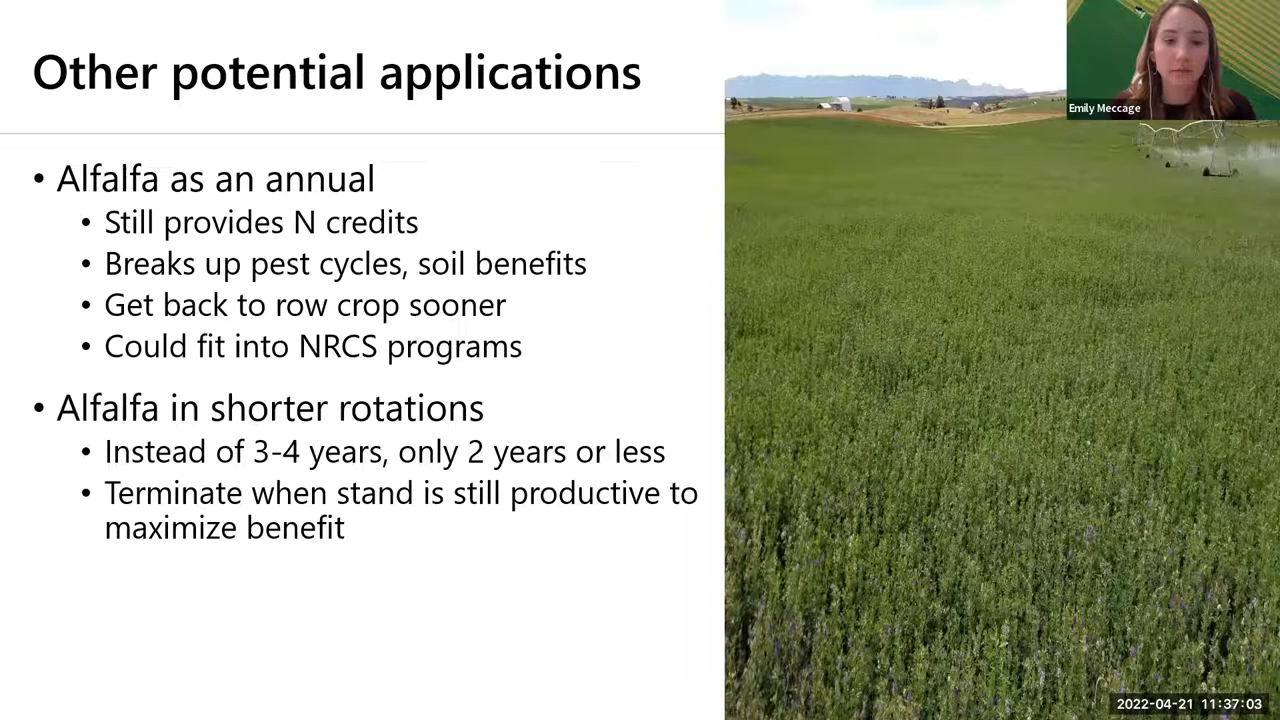 Other potential applications
Emily Meccage
• Alfalfa as an annual
• Still provides N credits
• Breaks up pest cycles, soil benefits
• Get back to row crop sooner
• Could fit into NRCS programs
• Alfalfa in shorter rotations
• Instead of 3-4 years, only 2 years or less
• Terminate when stand is still productive to
maximize benefit
2022-04-21 11:37:03